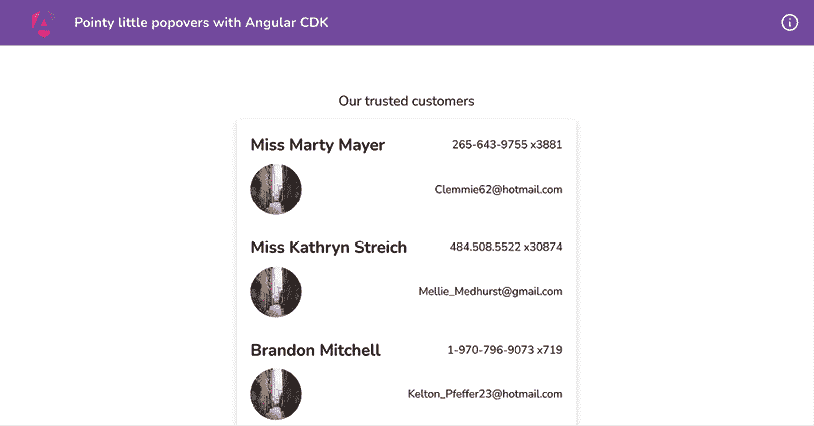 Pointy little popovers with Angular CDK
Our trusted customers
Miss Marty Mayer 265-643-9755 x3881
Clemmie62@hotmail.com
Miss Kathryn Streich 484.508.5522 x30874
Mellie_Medhurst@gmail.com
Brandon Mitchell 1-970-796-9073 x719
Kelton_Pfeffer23@hotmail.com